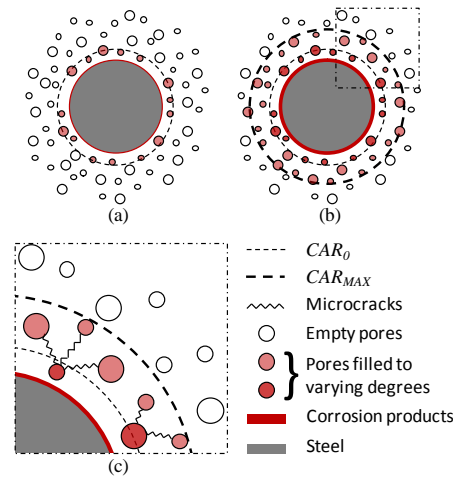 (a)
(b)
(c)
CAR0
CARMAX
Microcracks
Empty pores
Pores filled to
varying degrees
Corrosion products
Steel